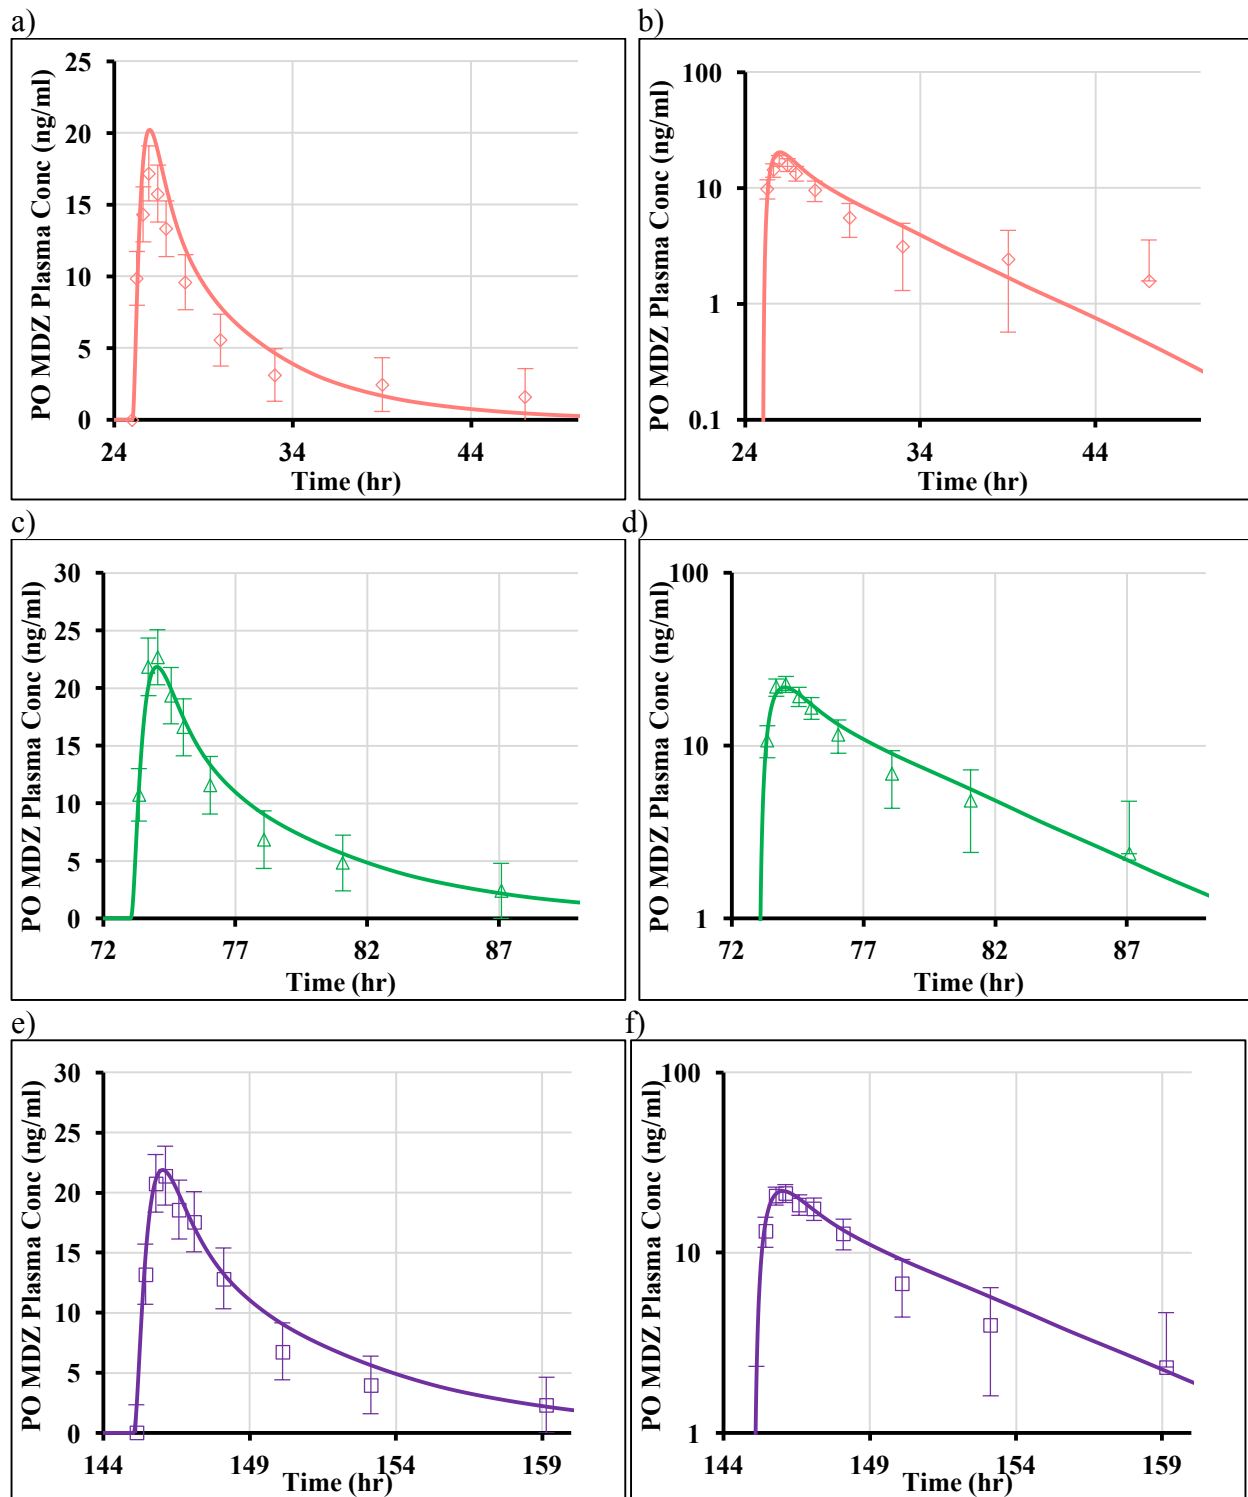 a)
PO MDZ Plasma Conc (ng/ml)
25
20
15
10
5
0
24
34
44
Time (hr)
b)
PO MDZ Plasma Conc (ng/ml)
100
10
1
0.1
24
34
44
Time (hr)
c)
PO MDZ Plasma Conc (ng/ml)
30
25
20
15
10
5
0
72
77
82
87
Time (hr)
d)
PO MDZ Plasma Conc (ng/ml)
100
10
1
72
77
82
87
Time (hr)
e)
PO MDZ Plasma Conc (ng/ml)
30
25
20
15
10
5
0
144
149
154
159
Time (hr)
f)
PO MDZ Plasma Conc (ng/ml)
100
10
1
144
149
154
159
Time (hr)